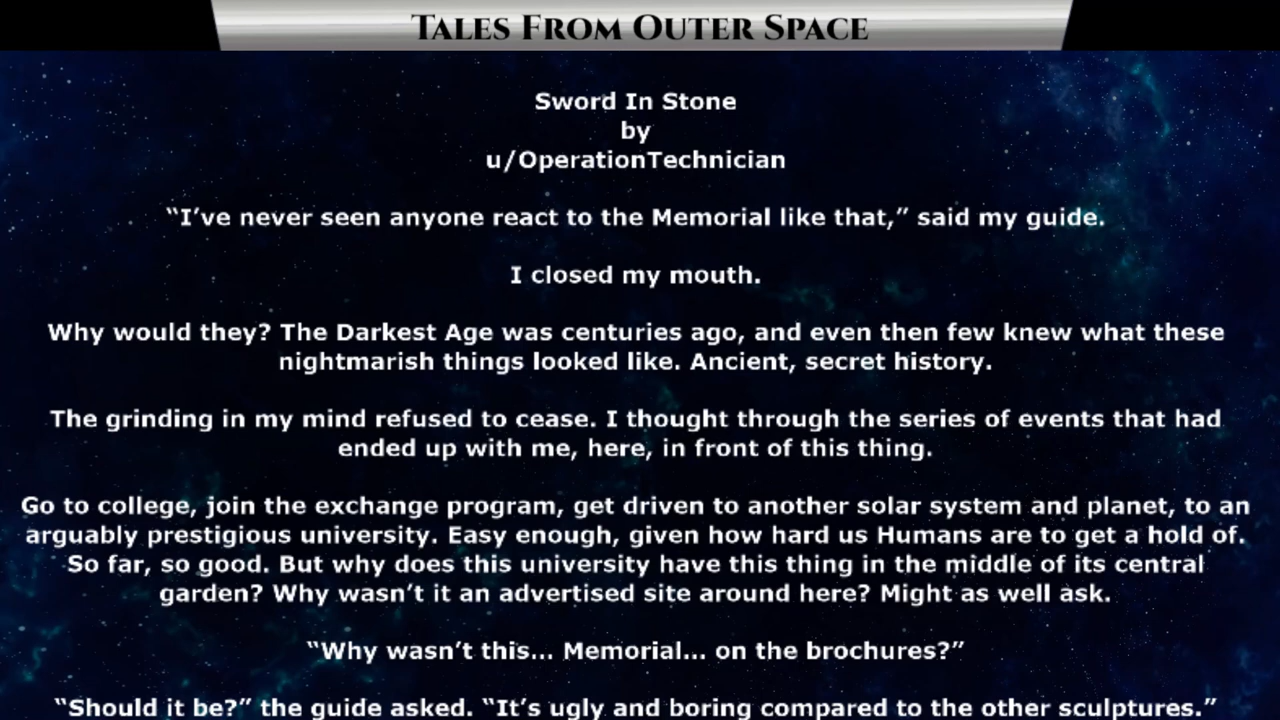 TALES FROM OUTER SPACE
Sword In Stone
by
u/OperationTechnician
“I’ve never seen anyone react to the Memorial like that,” said my guide.
I closed my mouth.
Why would they? The Darkest Age was centuries ago, and even then few knew what these
nightmarish things looked like. Ancient, secret history.
The grinding in my mind refused to cease. I thought through the series of events that had
ended up with me, here, in front of this thing.
Go to college, join the exchange program, get driven to another solar system and planet, to an
arguably prestigious university. Easy enough, given how hard us Humans are to get a hold of.
So far, so good. But why does this university have this thing in the middle of its central
garden? Why wasn’t it an advertised site around here? Might as well ask.
“Why wasn’t this... Memorial... on the brochures?”
“Should it be?” the guide asked. “It’s ugly and boring compared to the other sculptures.”